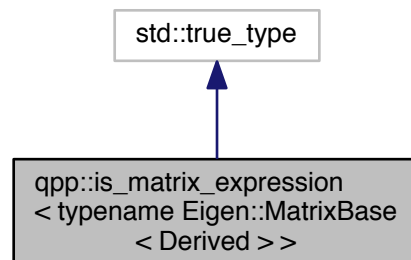 std::true_type
qpp::is_matrix_expression
< typename Eigen::MatrixBase
< Derived > >